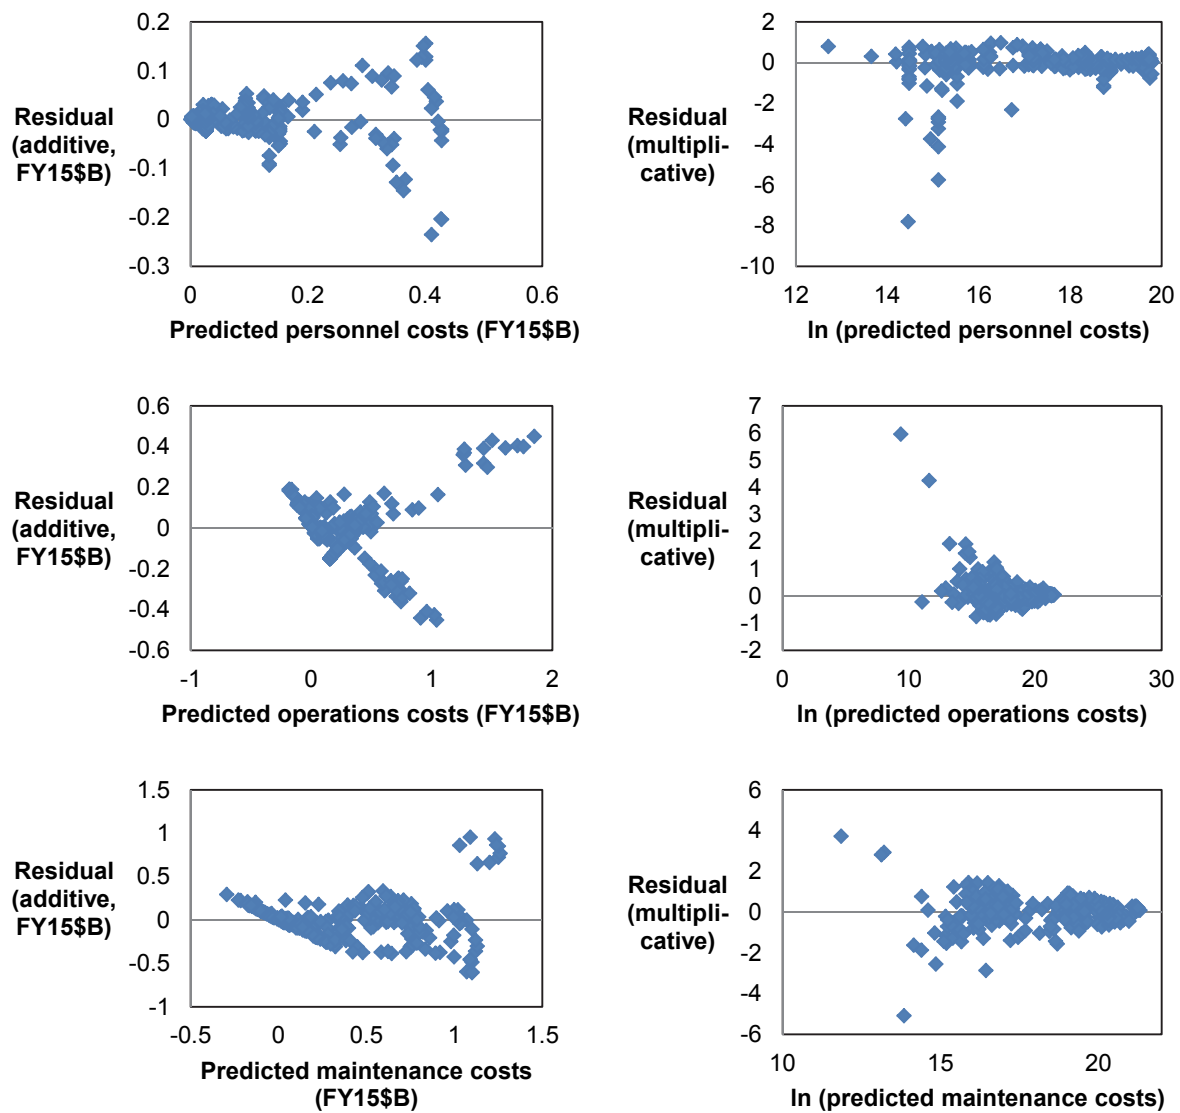 0.2
0.1
0
-0.1
-0.2
-0.3
Residual
(additive,
FY15$B)
0 0.2 0.4 0.6
Predicted personnel costs (FY15$B)
2
0
-2
-4
-6
-8
-10
Residual
(multipli-
cative)
12 14 16 18 20
ln (predicted personnel costs)
0.6
0.4
0.2
0
-0.2
-0.4
-0.6
Residual
(additive,
FY15$B)
-1 0 1 2
Predicted operations costs (FY15$B)
7
6
5
4
3
2
1
0
-1
-2
Residual
(multipli-
cative)
0 10 20 30
ln (predicted operations costs)
1.5
1
0.5
0
-0.5
-1
Residual
(additive,
FY15$B)
-0.5 0 0.5 1 1.5
Predicted maintenance costs
(FY15$B)
6
4
2
0
-2
-4
-6
Residual
(multipli-
cative)
10 15 20
ln (predicted maintenance costs)